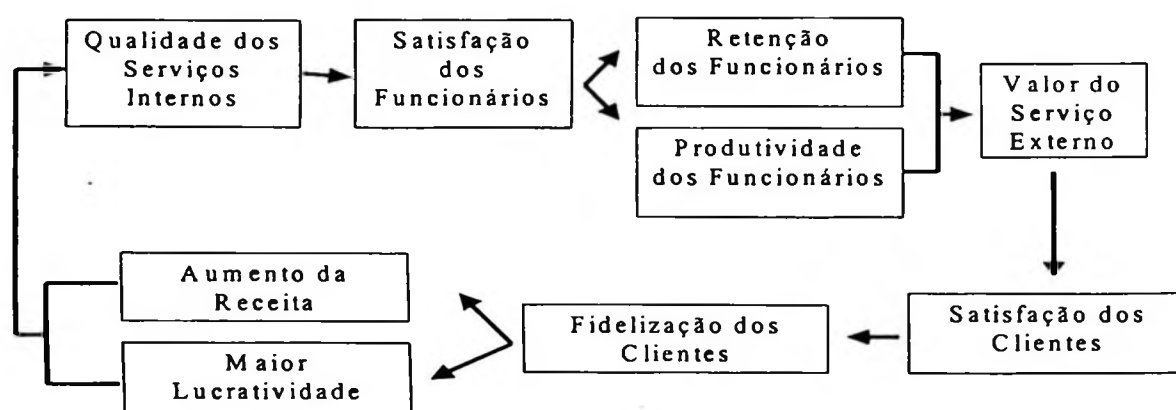 Qualidade dos
Serviços
Internos
Satisfação
dos
Funcionários
Retenção
dos Funcionários
Produtividade
dos Funcionários
Valor do
Serviço
Externo
Satisfação dos
Clientes
Fidelização dos
Clientes
Aumento da
Receita
Maior
Lucratividade